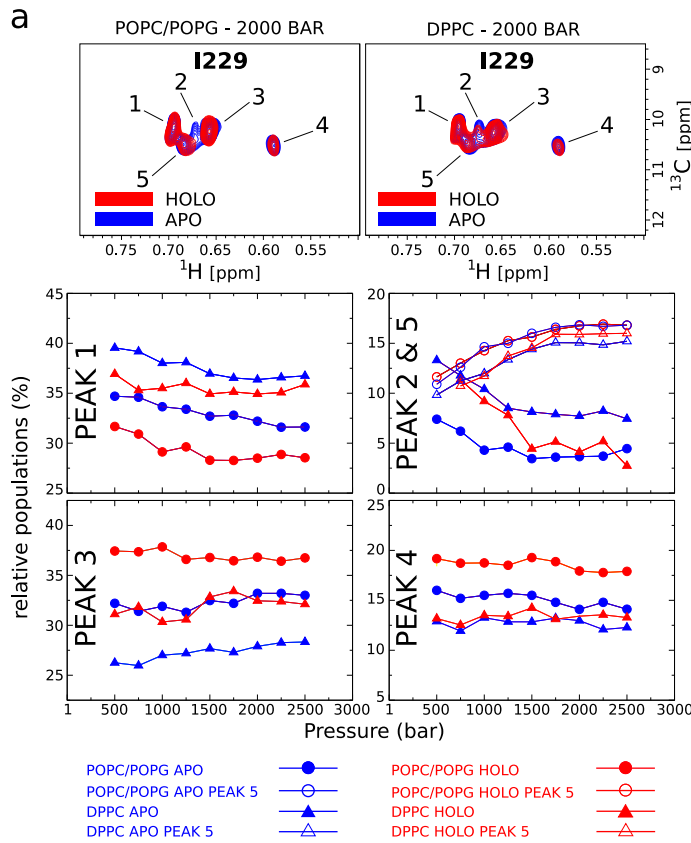 a
POPC/POPG - 2000 BAR
DPPC - 2000 BAR
I229
1
2
3
4
5
HOLO
APO
0.75 0.70 0.65 0.55
¹H [ppm]
I229
1
2
3
4
5
HOLO
APO
0.75 0.70 0.65 0.55
¹H [ppm]
9
10
11
12
¹³C [ppm]
relative populations (%)
45
40
35
30
25
PEAK 1
20
15
10
5
0
PEAK 2 & 5
40
35
30
25
PEAK 3
25
20
15
10
5
PEAK 4
1 500 1000 1500 2000 2500 3000
1 500 1000 1500 2000 2500 3000
Pressure (bar)
POPC/POPG APO
POPC/POPG APO PEAK 5
DPPC APO
DPPC APO PEAK 5
POPC/POPG HOLO
POPC/POPG HOLO PEAK 5
DPPC HOLO
DPPC HOLO PEAK 5